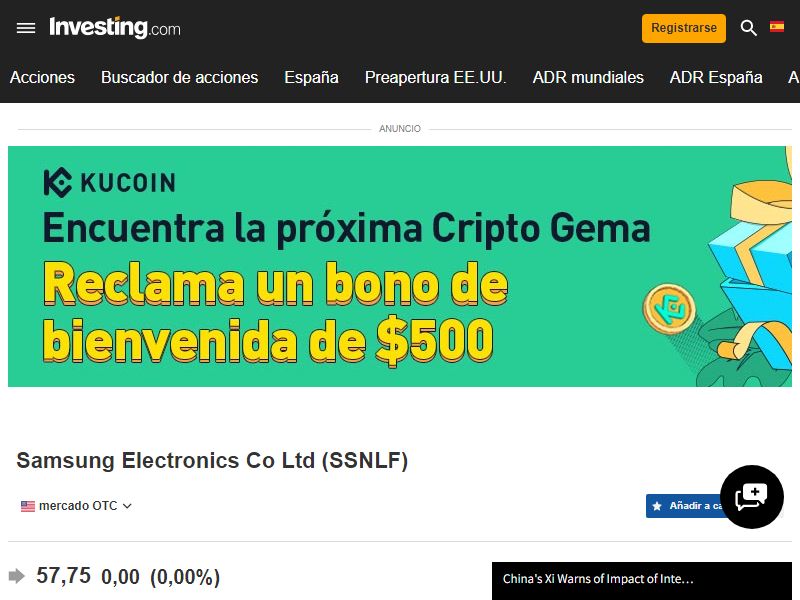 Investing.com
Registrarse
Acciones Buscador de acciones España Preapertura EE.UU. ADR mundiales ADR España A
ANUNCIO
KUCOIN
Encuentra la próxima Cripto Gema
Reclama un bono de
bienvenida de $500
Samsung Electronics Co Ltd (SSNLF)
mercado OTC
Añadir a ca
57,75 0,00 (0,00%)
China's Xi Warns of Impact of Inte…